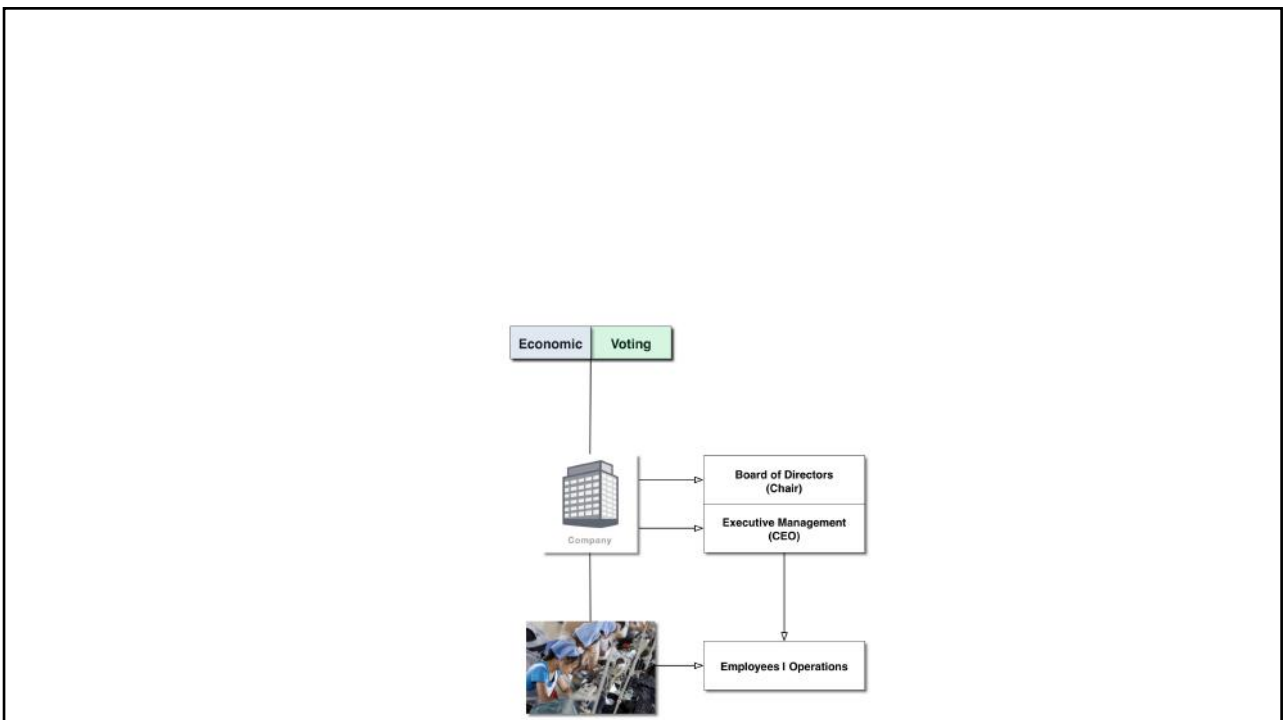 Economic Voting
Board of Directors
(Chair)
Executive Management
(CEO)
Company
Employees I Operations